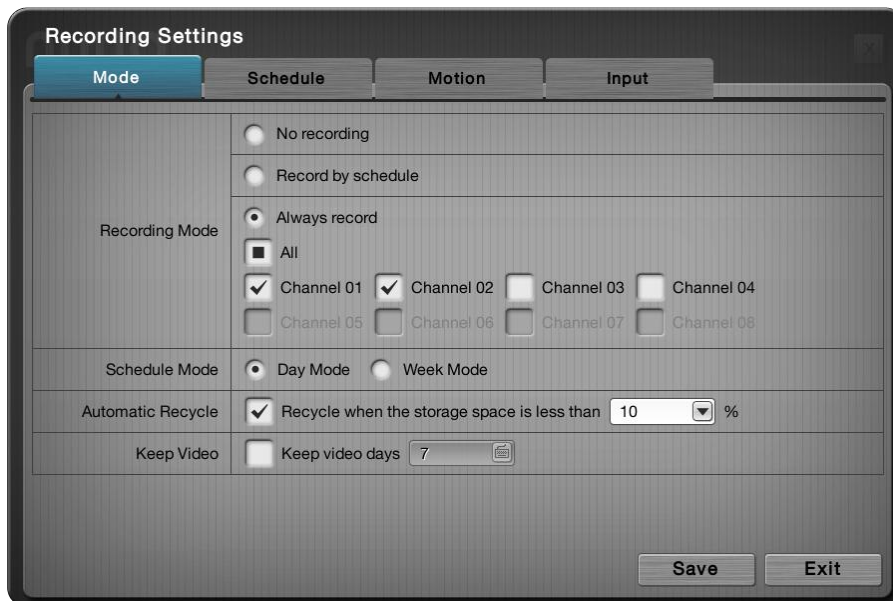 Recording Settings
Mode Schedule Motion Input
No recording
Record by schedule
Recording Mode
Always record
All
Channel 01 Channel 02 Channel 03 Channel 04
Channel 05 Channel 06 Channel 07 Channel 08
Schedule Mode Day Mode Week Mode
Automatic Recycle Recycle when the storage space is less than 10 %
Keep Video Keep video days 7
Save Exit